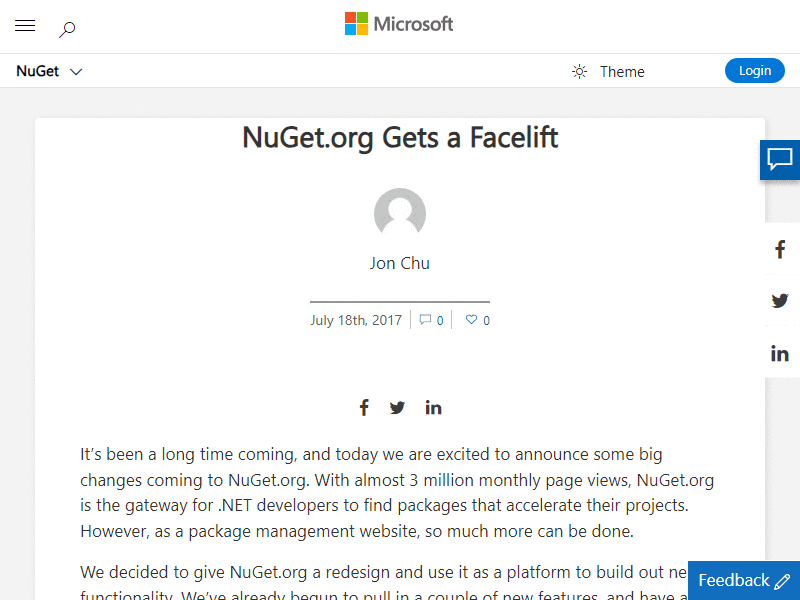 Microsoft
NuGet
Theme
Login
NuGet.org Gets a Facelift
Jon Chu
July 18th, 2017 0 0
It's been a long time coming, and today we are excited to announce some big
changes coming to NuGet.org. With almost 3 million monthly page views, NuGet.org
is the gateway for .NET developers to find packages that accelerate their projects.
However, as a package management website, so much more can be done.
We decided to give NuGet.org a redesign and use it as a platform to build out
functionality. We've already begun to pull in a couple of new features, and have a
Feedback